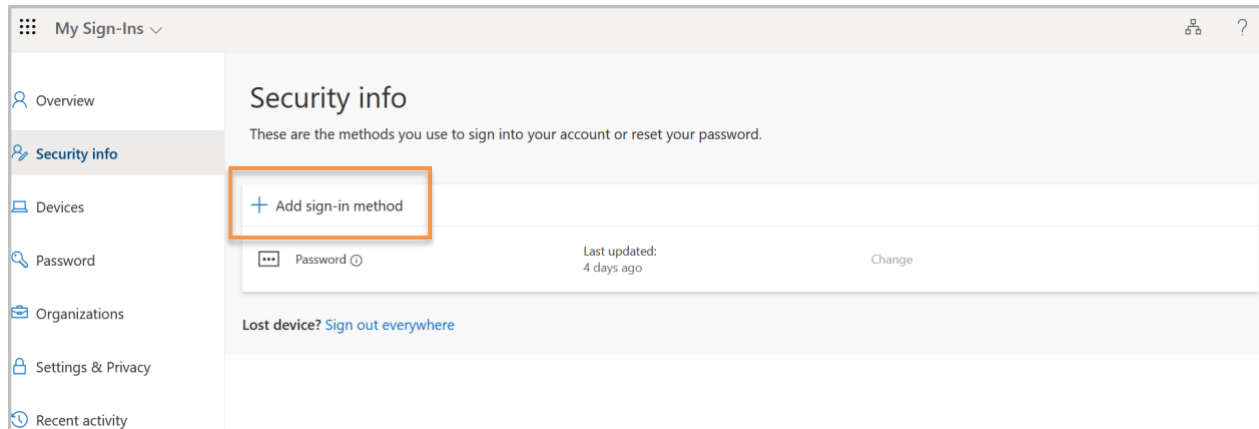 My Sign-Ins
?
Overview
Security info
Devices
Password
Organizations
Settings & Privacy
Recent activity
Security info
These are the methods you use to sign into your account or reset your password.
+ Add sign-in method
Password
Last updated:
4 days ago
Change
Lost device? Sign out everywhere